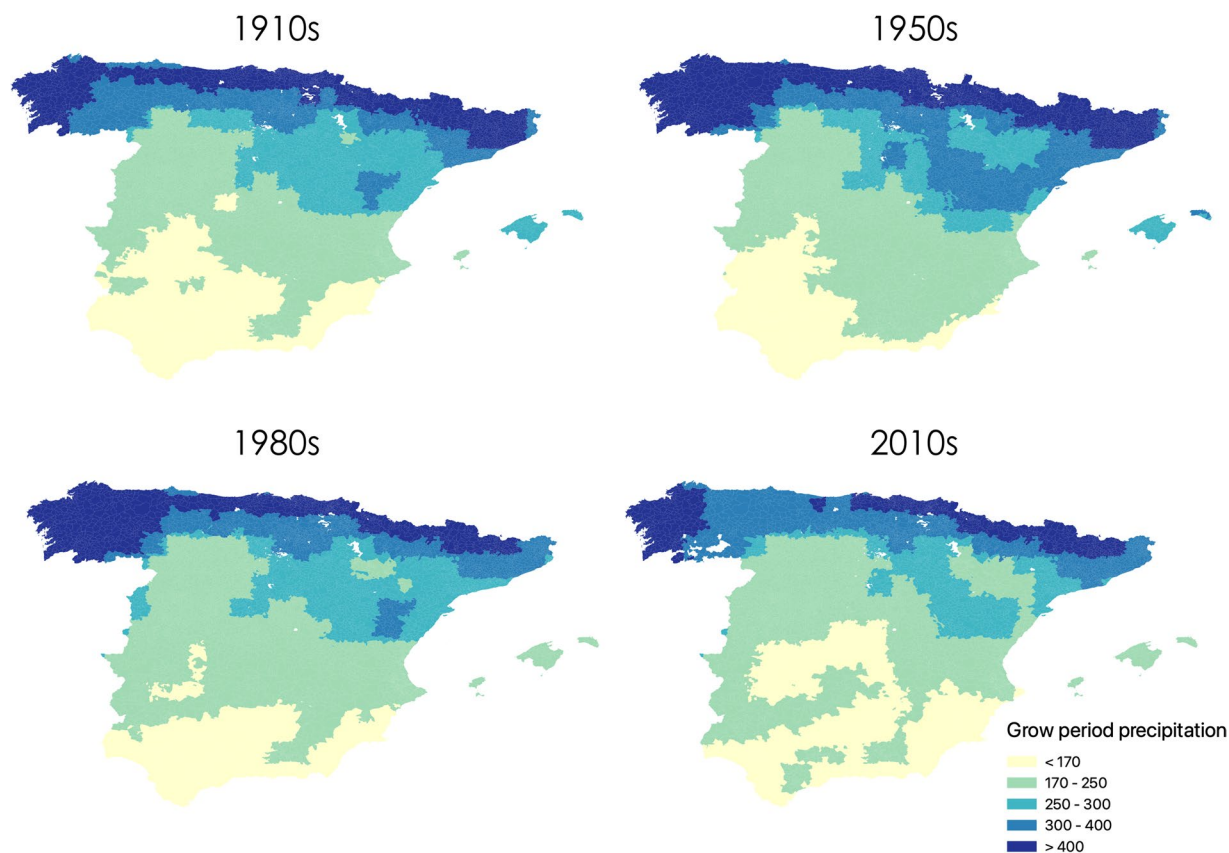 1910s
1950s
1980s
2010s
Grow period precipitation
< 170
170 - 250
250 - 300
300 - 400
> 400